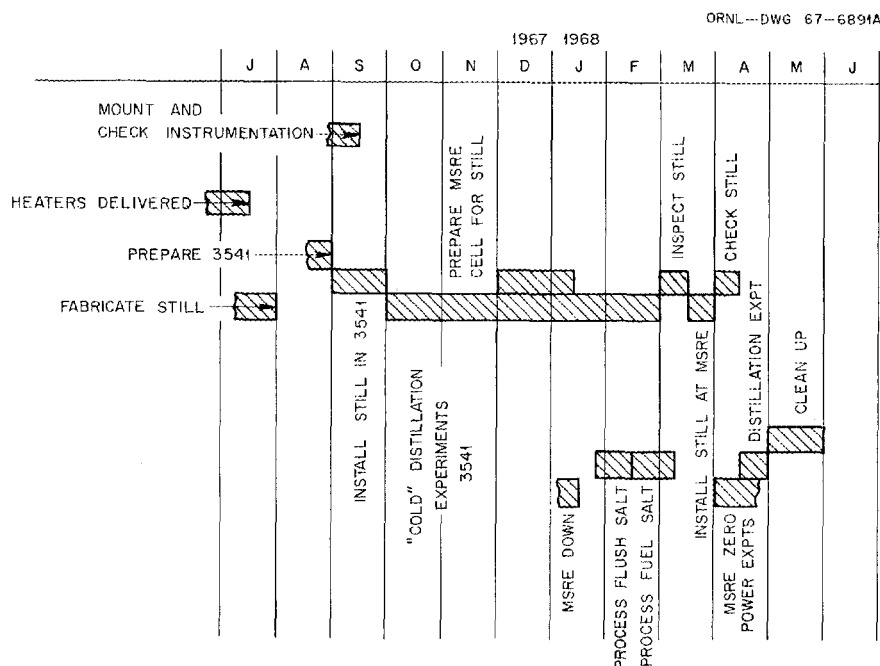 ORNL--DWG 67-6891A
1967 1968
J A S O N D J F M A M J
MOUNT AND
CHECK INSTRUMENTATION
HEATERS DELIVERED
PREPARE 3541
FABRICATE STILL
INSTALL STILL IN 3541
"COLD" DISTILLATION
EXPERIMENTS
3541
PREPARE MSRE
CELL FOR STILL
MSRE DOWN
PROCESS FLUSH SALT
PROCESS FUEL SALT
INSPECT STILL
INSTALL STILL AT MSRE
CHECK STILL
MSRE ZERO
POWER EXPTS
DISTILLATION EXPT
CLEAN UP